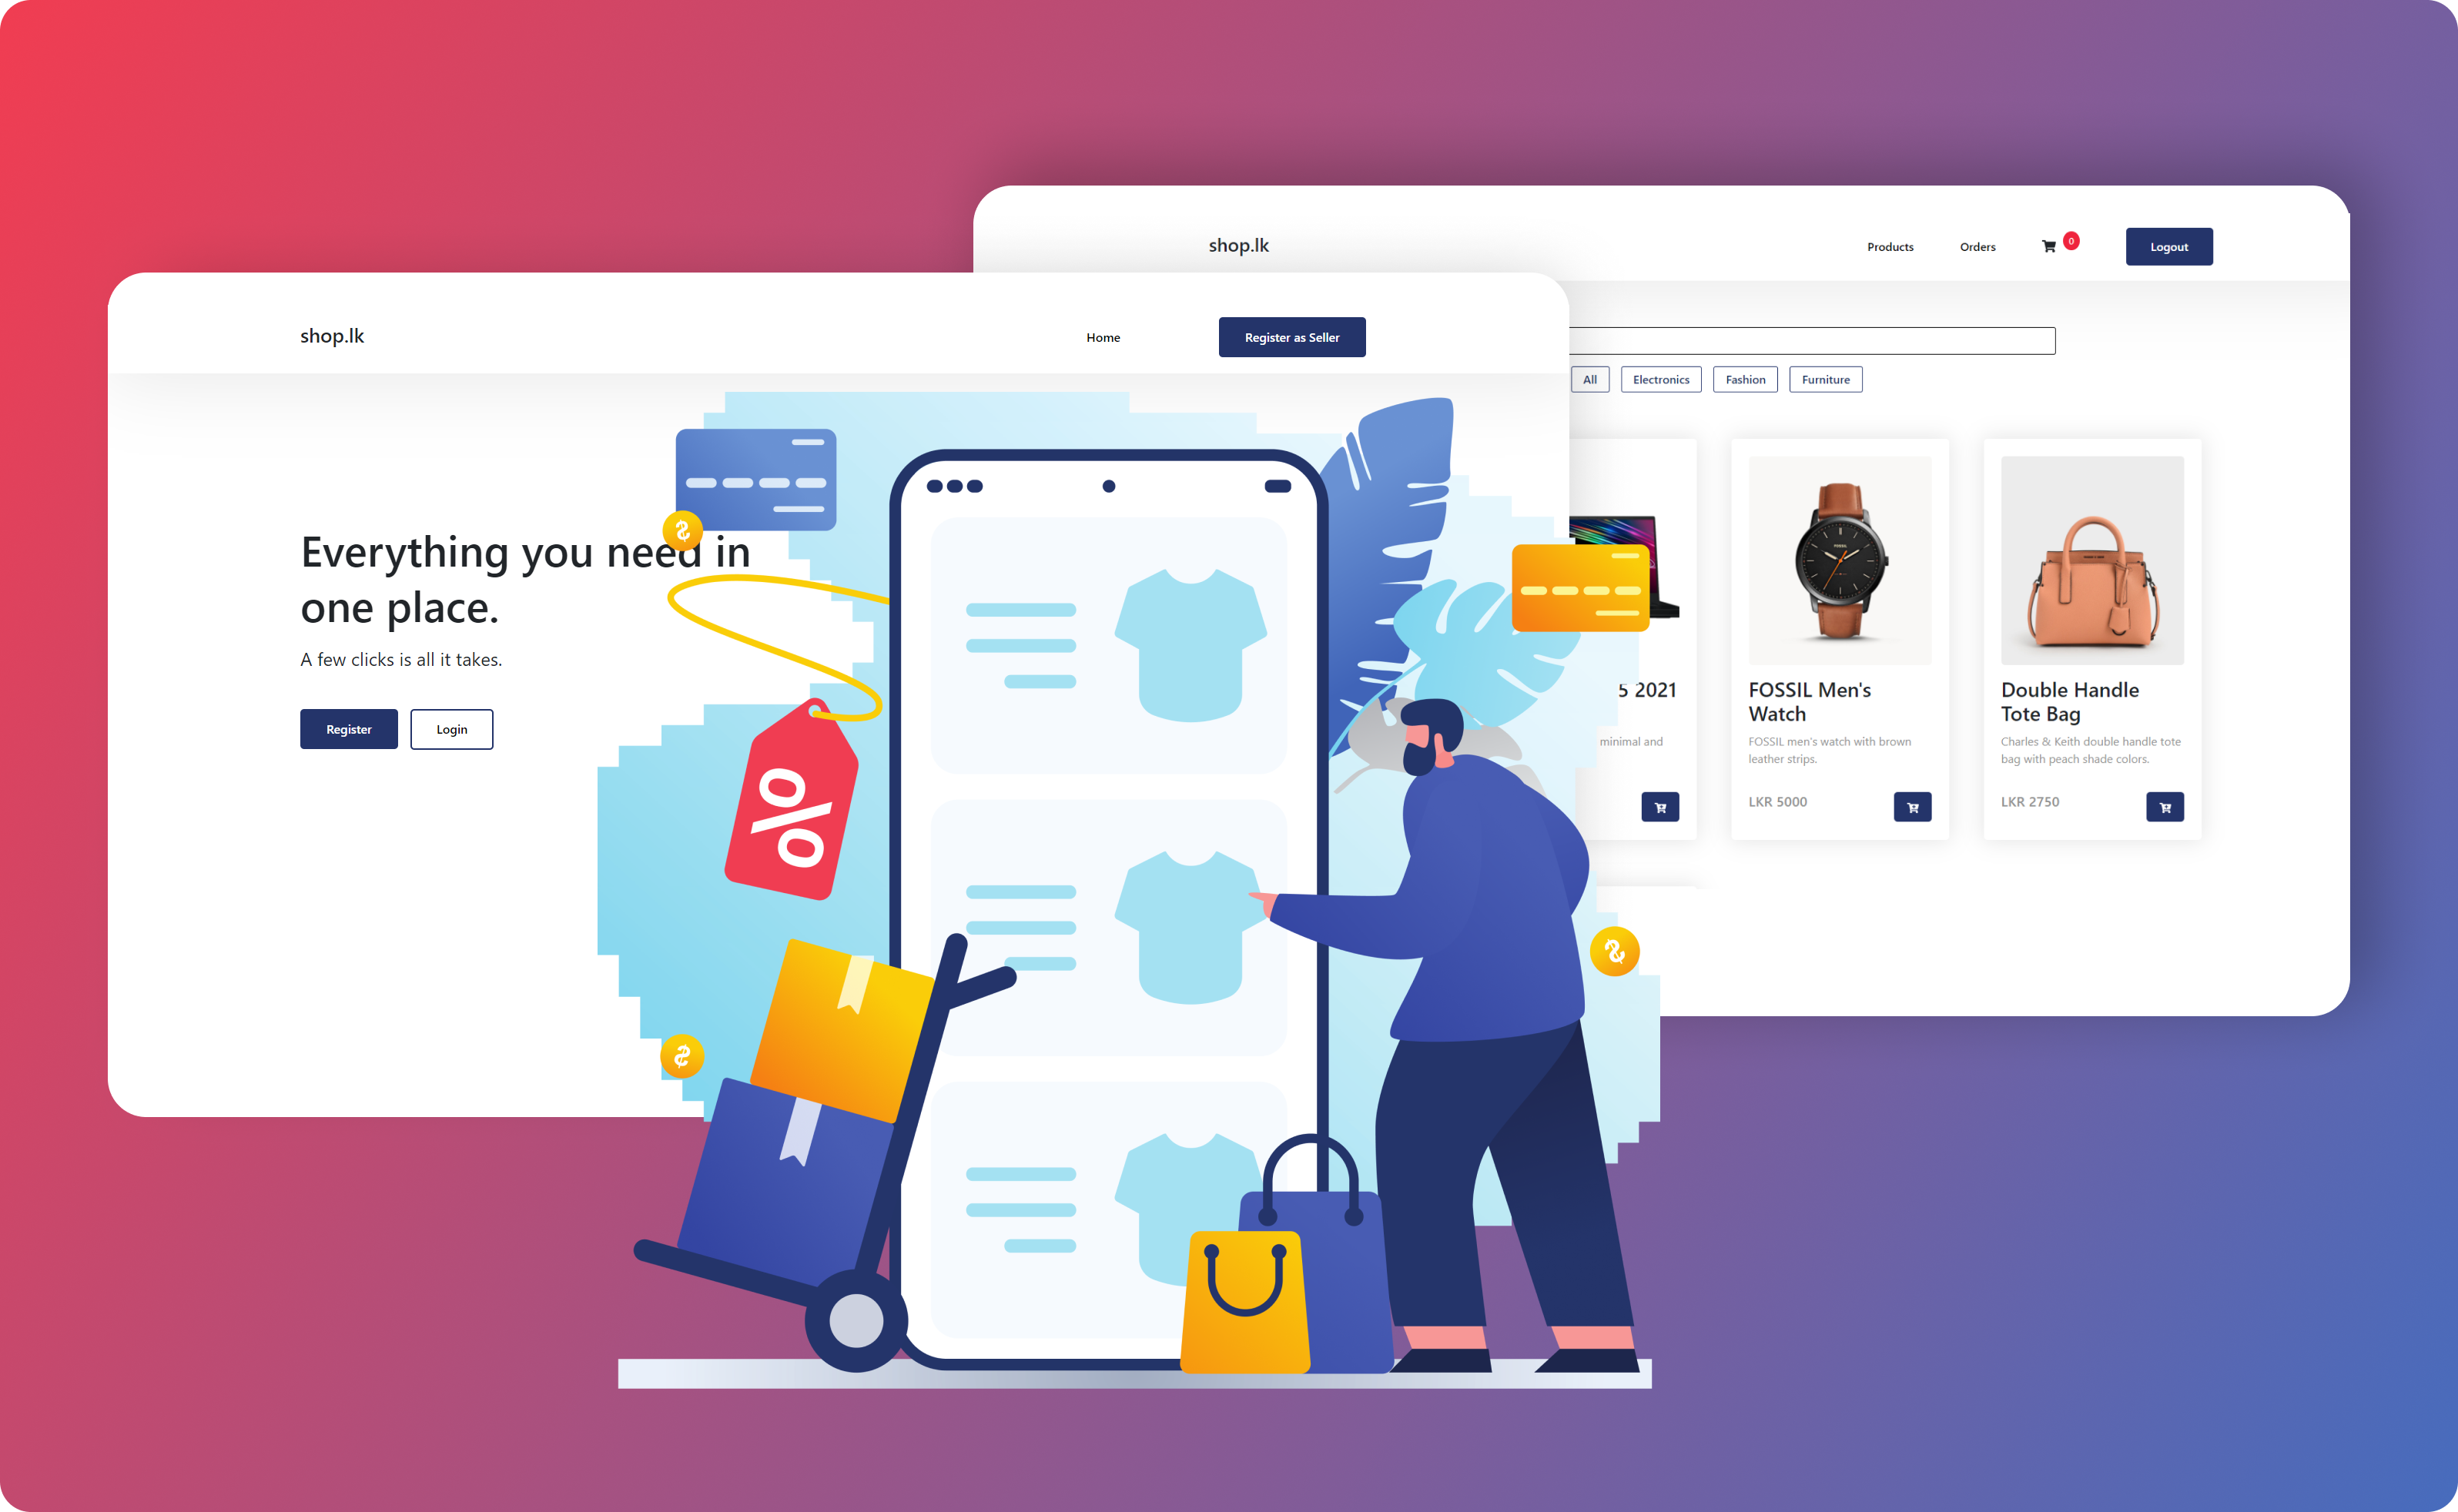 shop.lk
Products
Orders
0
Logout
shop.lk
Home
Register as Seller
All
Electronics
Fashion
Furniture
Everything you need in
one place.
A few clicks is all it takes.
Register
Login
%
5 2021
minimal and
FOSSIL Men's
Watch
FOSSIL men's watch with brown
leather strips.
LKR 5000
Double Handle
Tote Bag
Charles & Keith double handle tote
bag with peach shade colors.
LKR 2750
FOSSIL
$
$
$